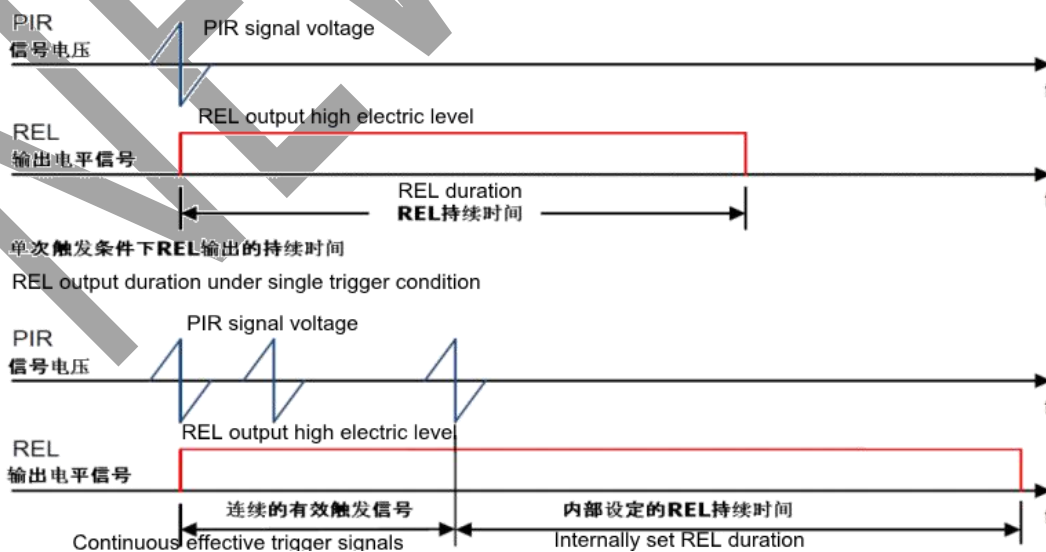 PIR
PIR signal voltage
信号电压
REL output high electric level
REL
输出电平信号
REL duration
REL持续时间
单次触发条件下REL输出的持续时间
REL output duration under single trigger condition
PIR signal voltage
PIR
信号电压
REL output high electric level
REL
输出电平信号
连续的有效触发信号
内部设定的REL持续时间
Continuous effective trigger signals
Internally set REL duration